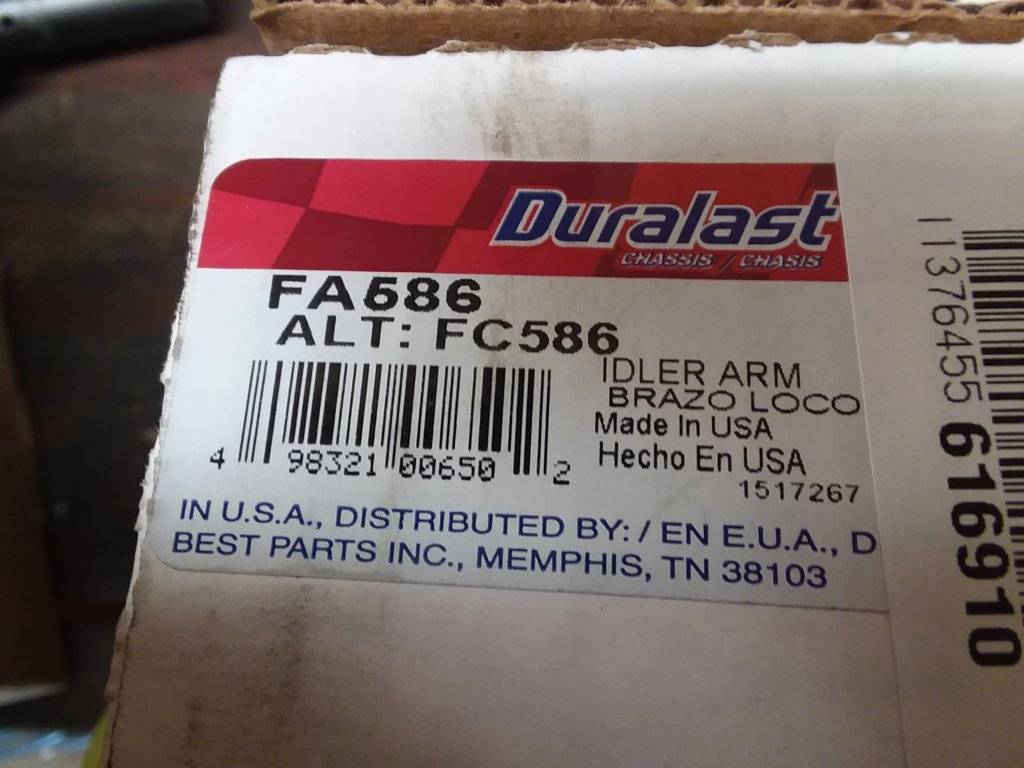 Duralast
CHASSIS / CHASIS
FA586
ALT: FC586
IDLER ARM
BRAZO LOCO
Made In USA
Hecho En USA
1517267
4 98321 00650 2
IN U.S.A., DISTRIBUTED BY: / EN E.U.A., D
BEST PARTS INC., MEMPHIS, TN 38103
11376455 616910